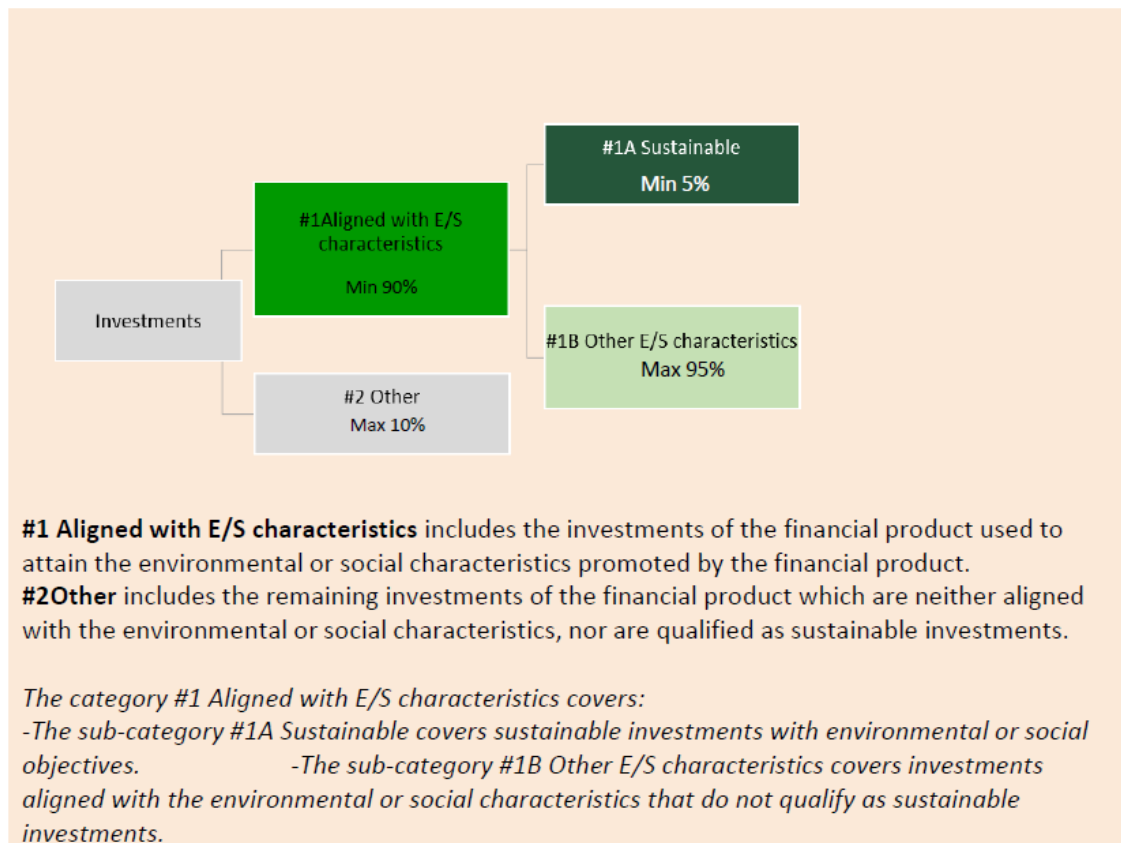 #1A Sustainable
Min 5%
#1Aligned with E/S
characteristics
Min 90%
Investments
#1B Other E/S characteristics
Max 95%
#2 Other
Max 10%
#1 Aligned with E/S characteristics includes the investments of the financial product used to
attain the environmental or social characteristics promoted by the financial product.
#2Other includes the remaining investments of the financial product which are neither aligned
with the environmental or social characteristics, nor are qualified as sustainable investments.
The category #1 Aligned with E/S characteristics covers:
-The sub-category #1A Sustainable covers sustainable investments with environmental or social
objectives. -The sub-category #1B Other E/S characteristics covers investments
aligned with the environmental or social characteristics that do not qualify as sustainable
investments.